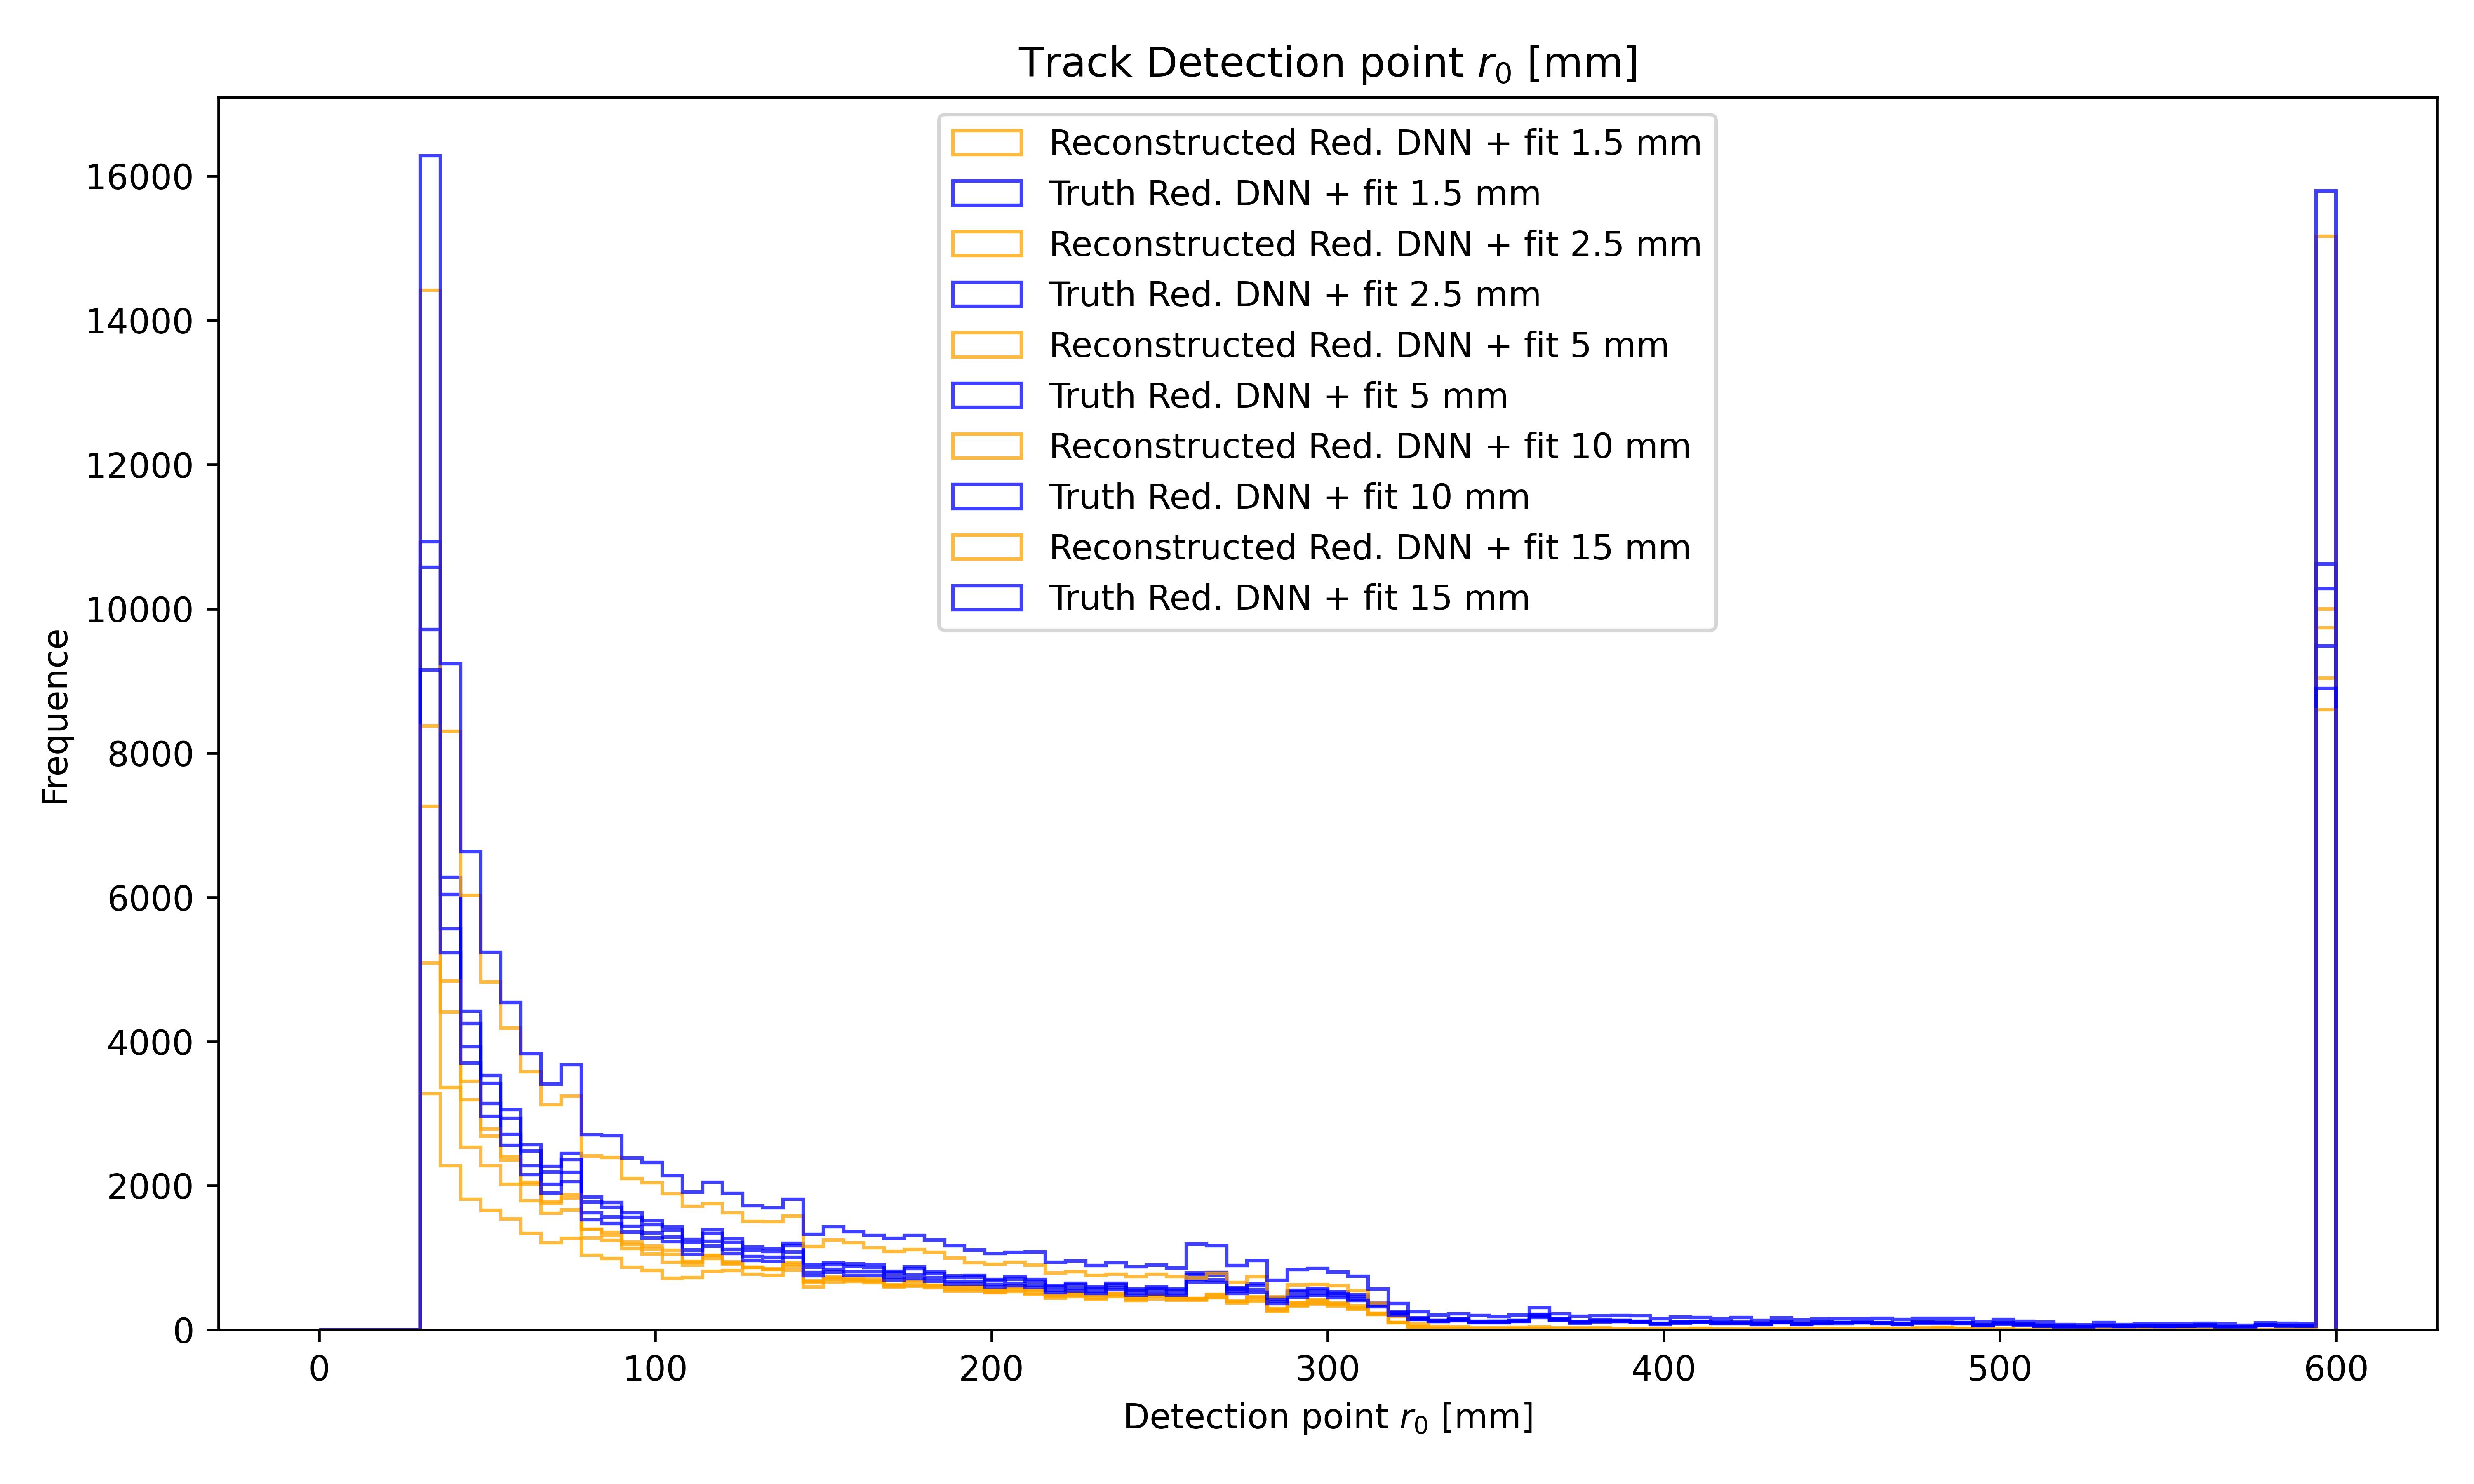 Track Detection point r₀ [mm]
Reconstructed Red. DNN + fit 1.5 mm
Truth Red. DNN + fit 1.5 mm
Reconstructed Red. DNN + fit 2.5 mm
Truth Red. DNN + fit 2.5 mm
Reconstructed Red. DNN + fit 5 mm
Truth Red. DNN + fit 5 mm
Reconstructed Red. DNN + fit 10 mm
Truth Red. DNN + fit 10 mm
Reconstructed Red. DNN + fit 15 mm
Truth Red. DNN + fit 15 mm
16000
14000
12000
10000
8000
6000
4000
2000
0
Frequence
0 100 200 300 400 500 600
Detection point r₀ [mm]